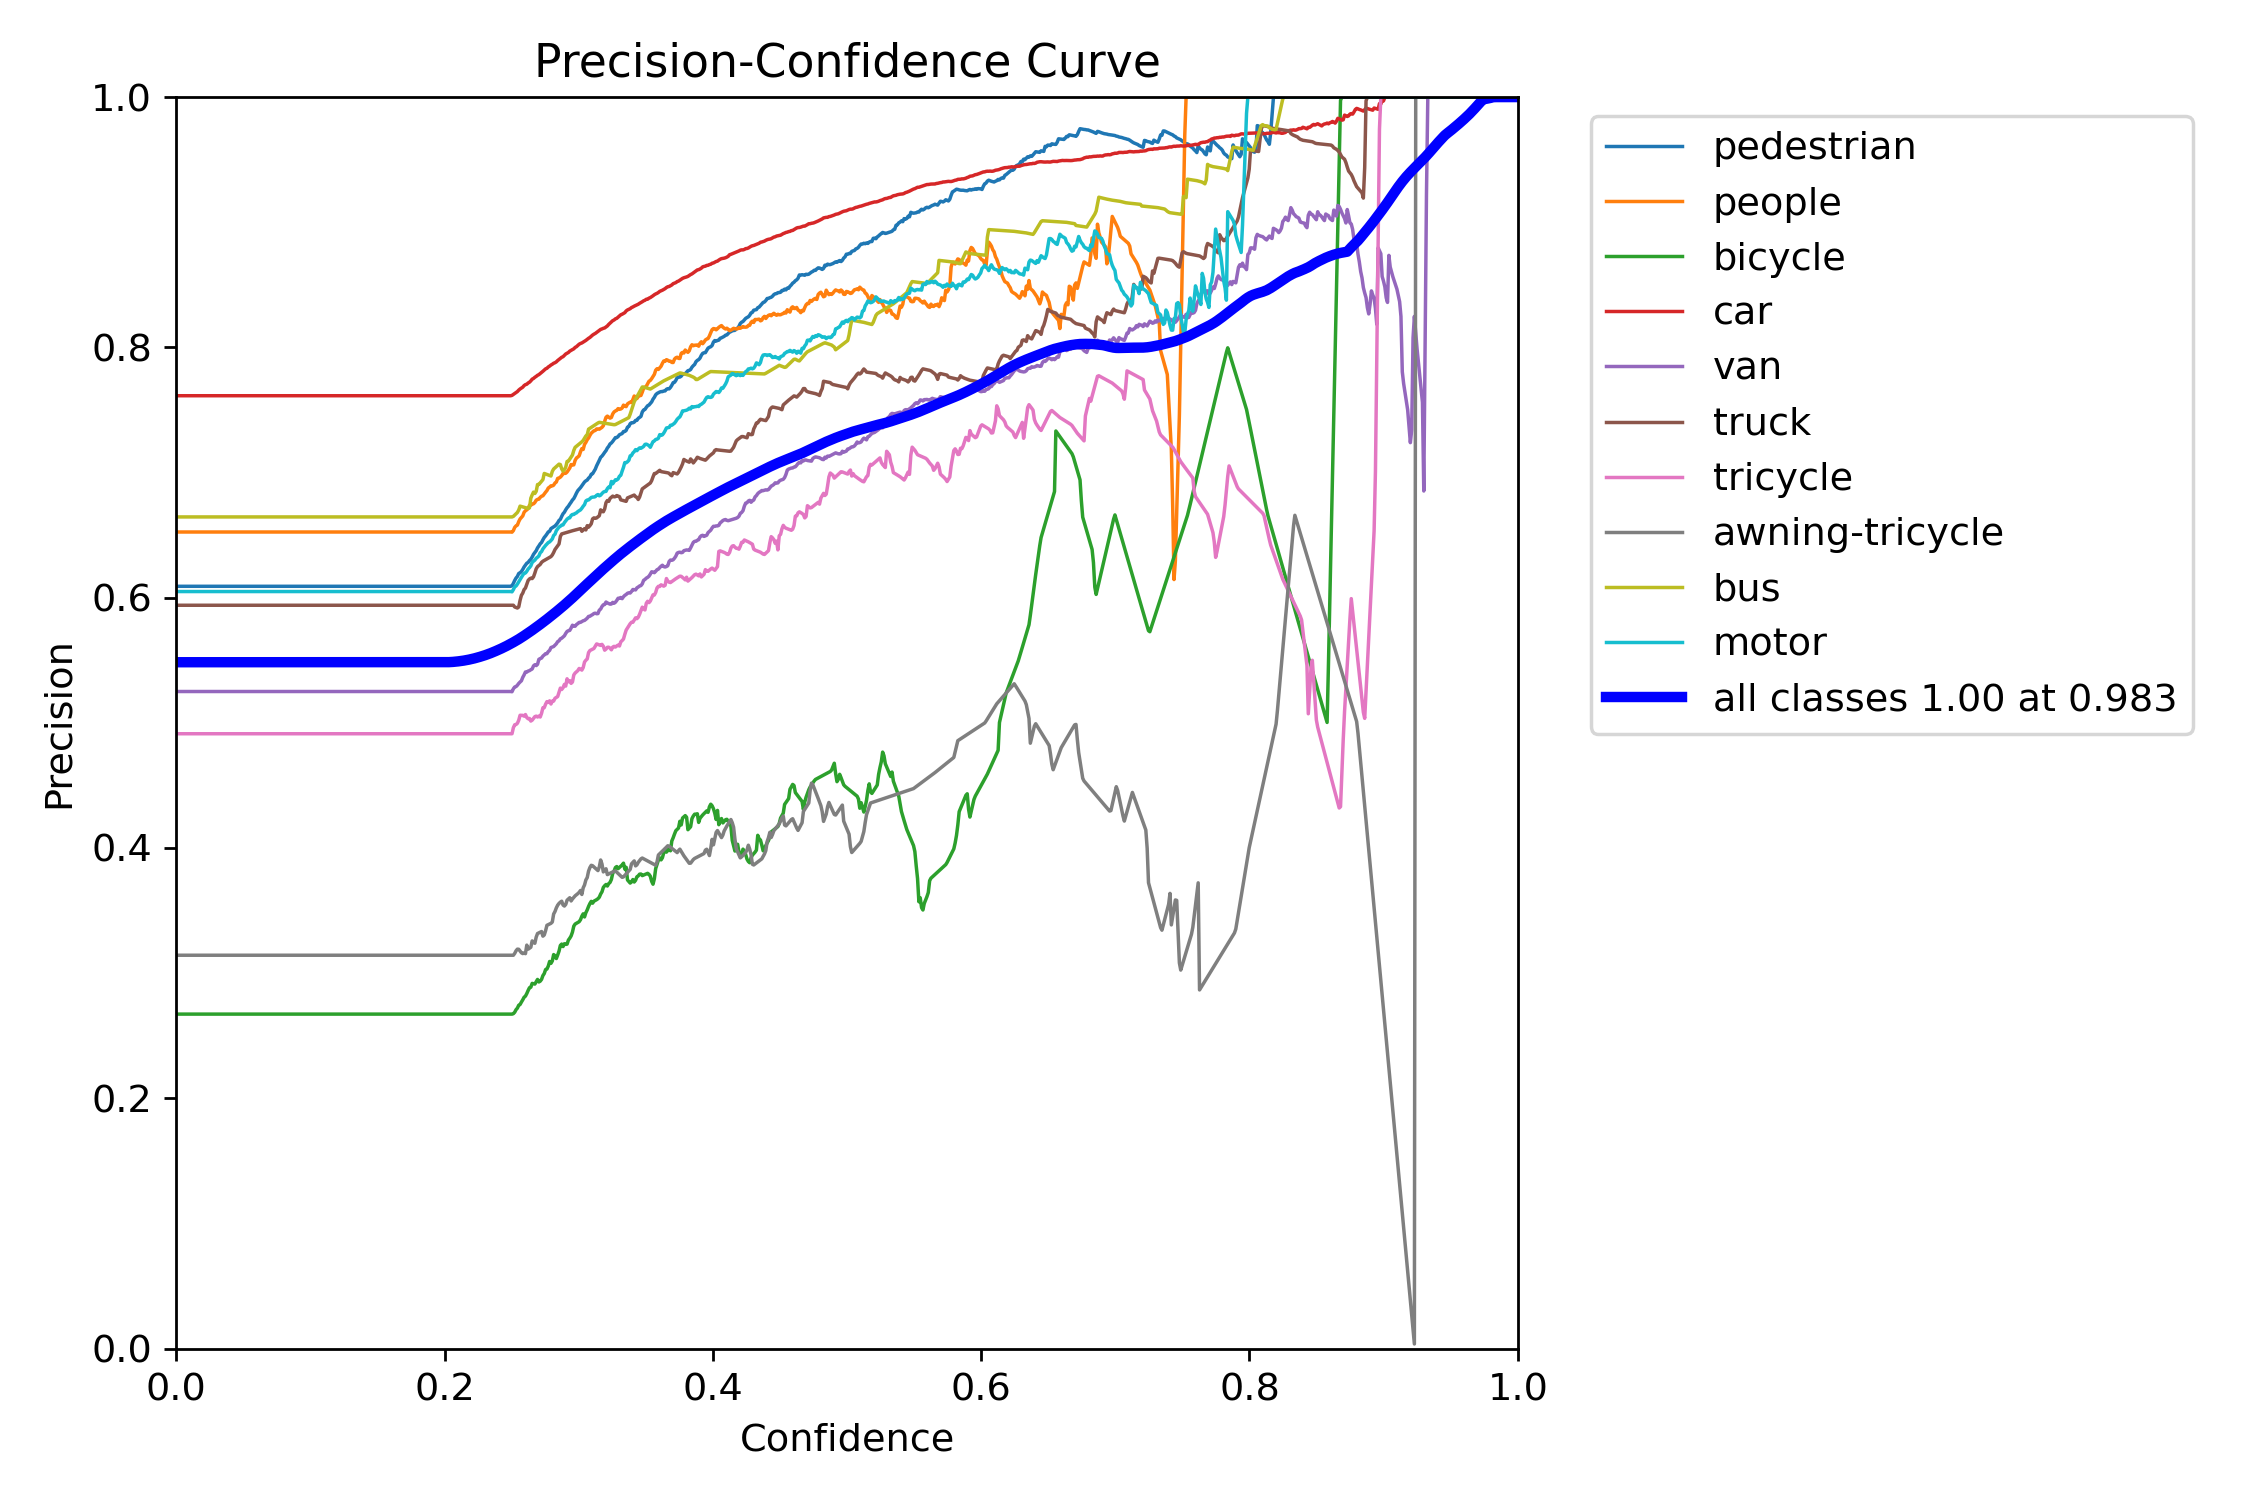 Precision-Confidence Curve
1.0
0.8
0.6
0.4
0.2
0.0
Precision
0.0 0.2 0.4 0.6 0.8 1.0
Confidence
pedestrian
people
bicycle
car
van
truck
tricycle
awning-tricycle
bus
motor
all classes 1.00 at 0.983